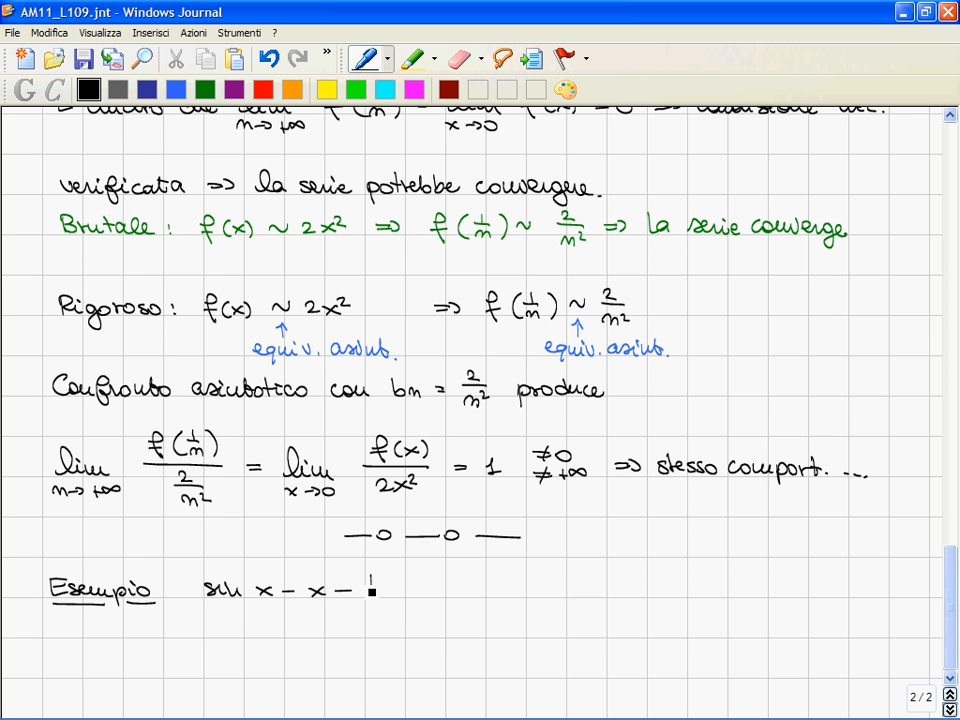 AM11_L109.jnt - Windows Journal
File Modifica Visualizza Inserisci Azioni Strumenti ?
G C
n→+∞ x→0
verificata => la serie potrebbe convergere.
Brutale: f(x) ~ 2x² => f(1/n) ~ 2/n² => la serie converge
Rigoroso: f(x) ~ 2x² => f(1/n) ~ 2/n²
↑ ↑
equiv. asint. equiv. asint.
Confronto asintotico con bn = 2/n² produce
lim n→+∞ f(1/n) / (2/n²) = lim x→0 f(x)/2x² = 1 ≠0 ≠+∞ => stesso comport. ...
—o—o—
Esempio sin x - x -
2 / 2